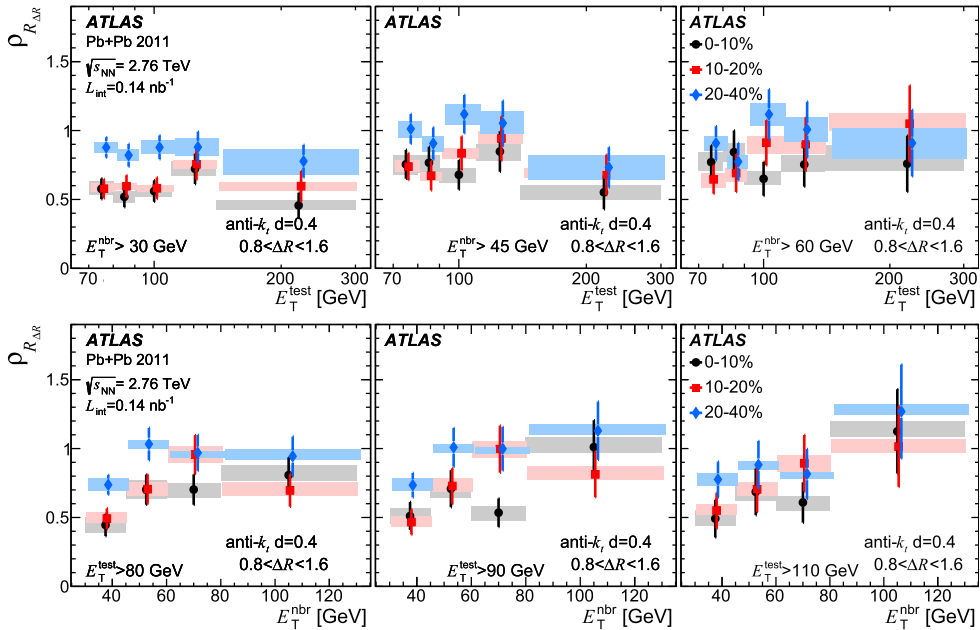 ρ_{R_{ΔR}}
1.5
1
0.5
0
ATLAS
Pb+Pb 2011
√s_{NN} = 2.76 TeV
L_{int}=0.14 nb⁻¹
anti-k_t d=0.4
E_T^{nbr}> 30 GeV 0.8<ΔR<1.6
70 100 200 300
E_T^{test} [GeV]
ATLAS
anti-k_t d=0.4
E_T^{nbr}> 45 GeV 0.8<ΔR<1.6
70 100 200 300
E_T^{test} [GeV]
ATLAS
0-10%
10-20%
20-40%
anti-k_t d=0.4
E_T^{nbr}> 60 GeV 0.8<ΔR<1.6
70 100 200 300
E_T^{test} [GeV]
ρ_{R_{ΔR}}
1.5
1
0.5
0
ATLAS
Pb+Pb 2011
√s_{NN} = 2.76 TeV
L_{int}=0.14 nb⁻¹
anti-k_t d=0.4
E_T^{test}>80 GeV 0.8<ΔR<1.6
40 60 80 100 120
E_T^{nbr} [GeV]
ATLAS
anti-k_t d=0.4
E_T^{test}>90 GeV 0.8<ΔR<1.6
40 60 80 100 120
E_T^{nbr} [GeV]
ATLAS
0-10%
10-20%
20-40%
anti-k_t d=0.4
E_T^{test}>110 GeV 0.8<ΔR<1.6
40 60 80 100 120
E_T^{nbr} [GeV]